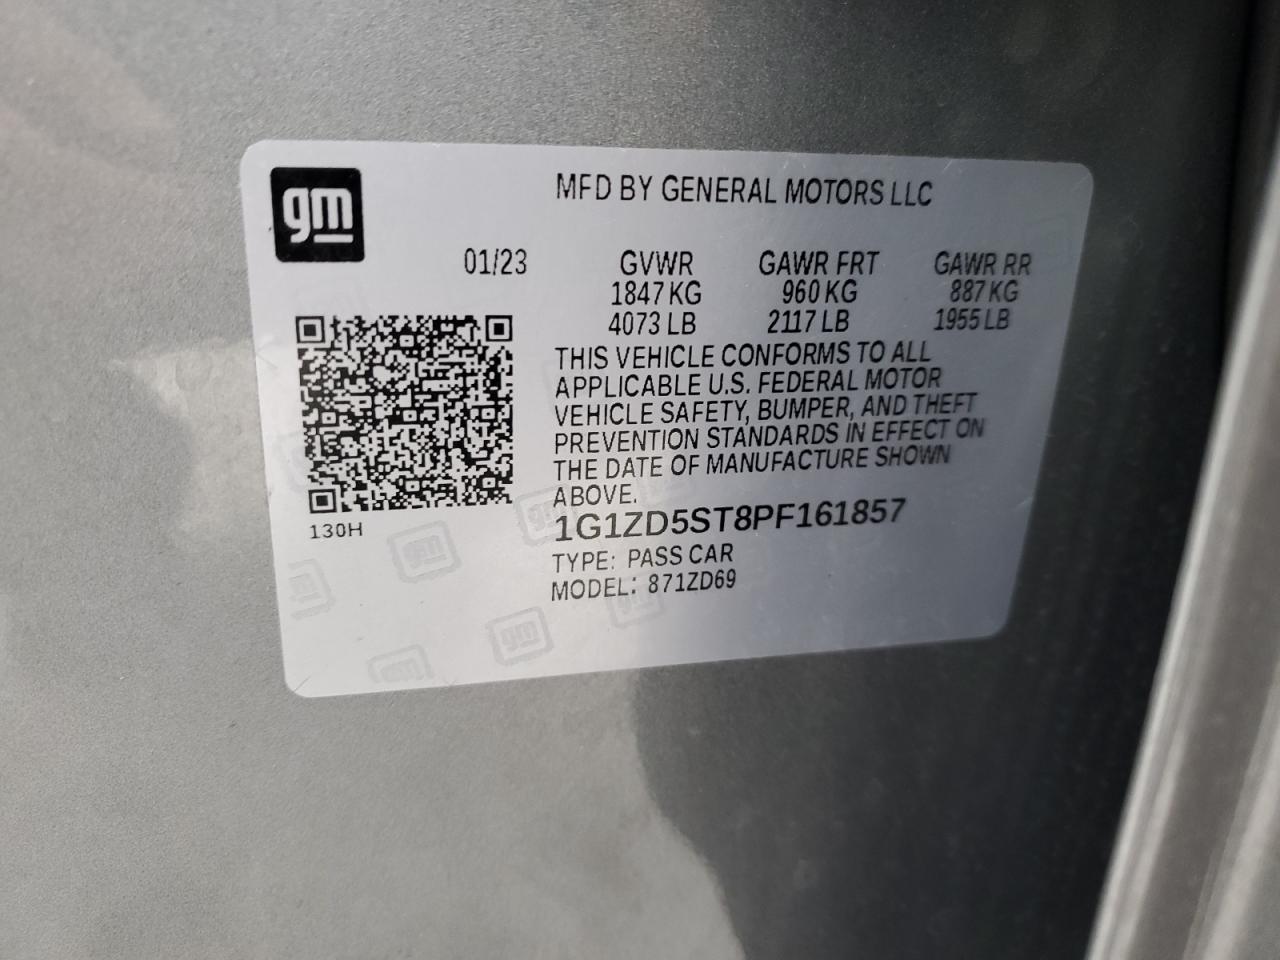 gm
MFD BY GENERAL MOTORS LLC
01/23 GVWR GAWR FRT GAWR RR
1847 KG 960 KG 887 KG
4073 LB 2117 LB 1955 LB
THIS VEHICLE CONFORMS TO ALL
APPLICABLE U.S. FEDERAL MOTOR
VEHICLE SAFETY, BUMPER, AND THEFT
PREVENTION STANDARDS IN EFFECT ON
THE DATE OF MANUFACTURE SHOWN
ABOVE.
130H
1G1ZD5ST8PF161857
TYPE: PASS CAR
MODEL: 871ZD69
gm
gm